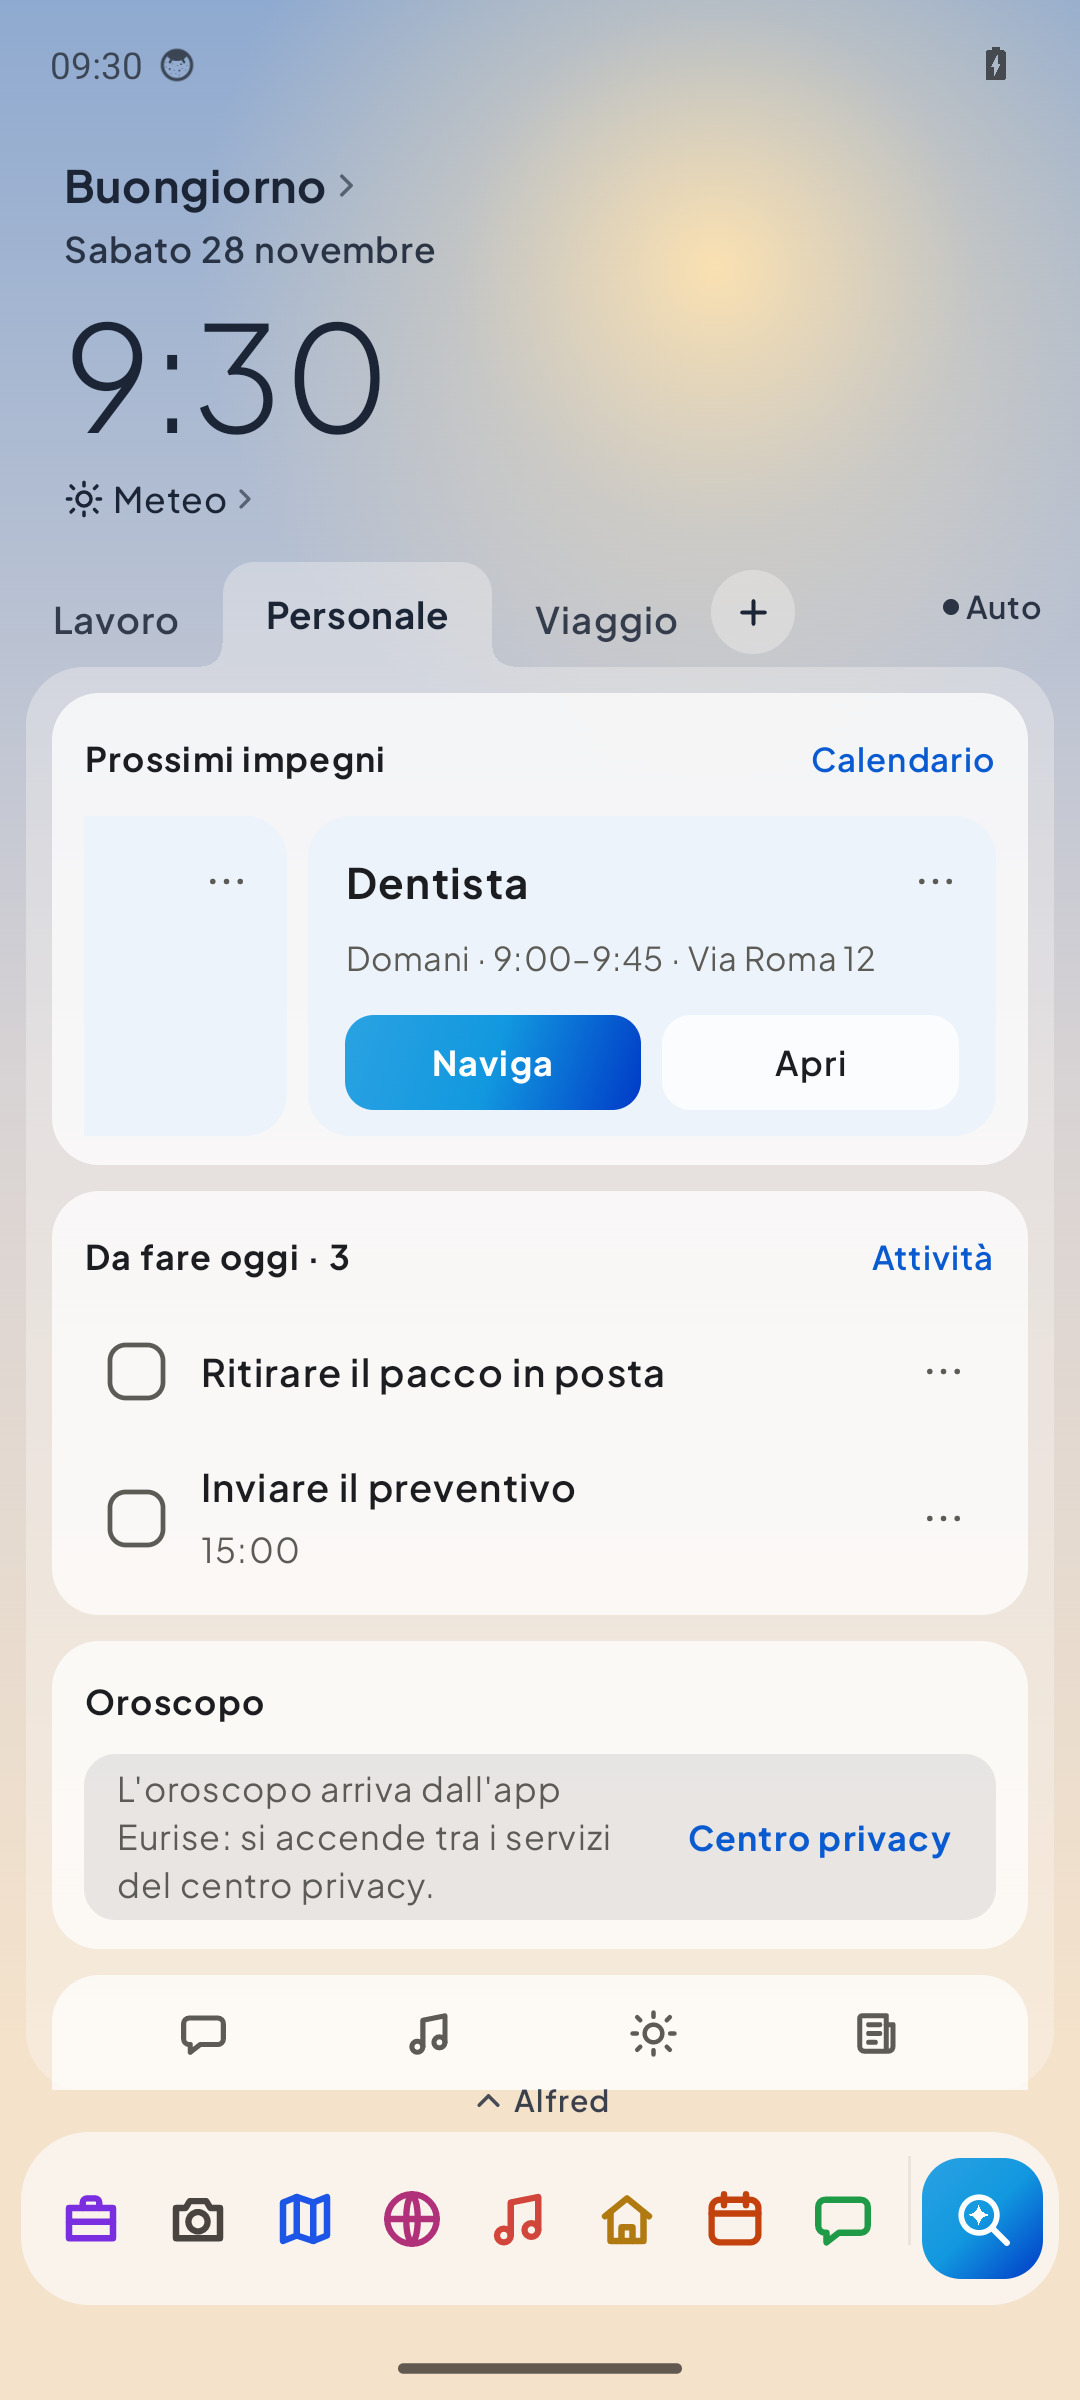 09:30
Buongiorno
Sabato 28 novembre
9:30
Meteo
Lavoro
Personale
Viaggio
+
Auto
Prossimi impegni
Calendario
Dentista
Domani · 9:00–9:45 · Via Roma 12
Naviga
Apri
Da fare oggi · 3
Attività
Ritirare il pacco in posta
Inviare il preventivo
15:00
Oroscopo
L'oroscopo arriva dall'app
Eurise: si accende tra i servizi
del centro privacy.
Centro privacy
Alfred